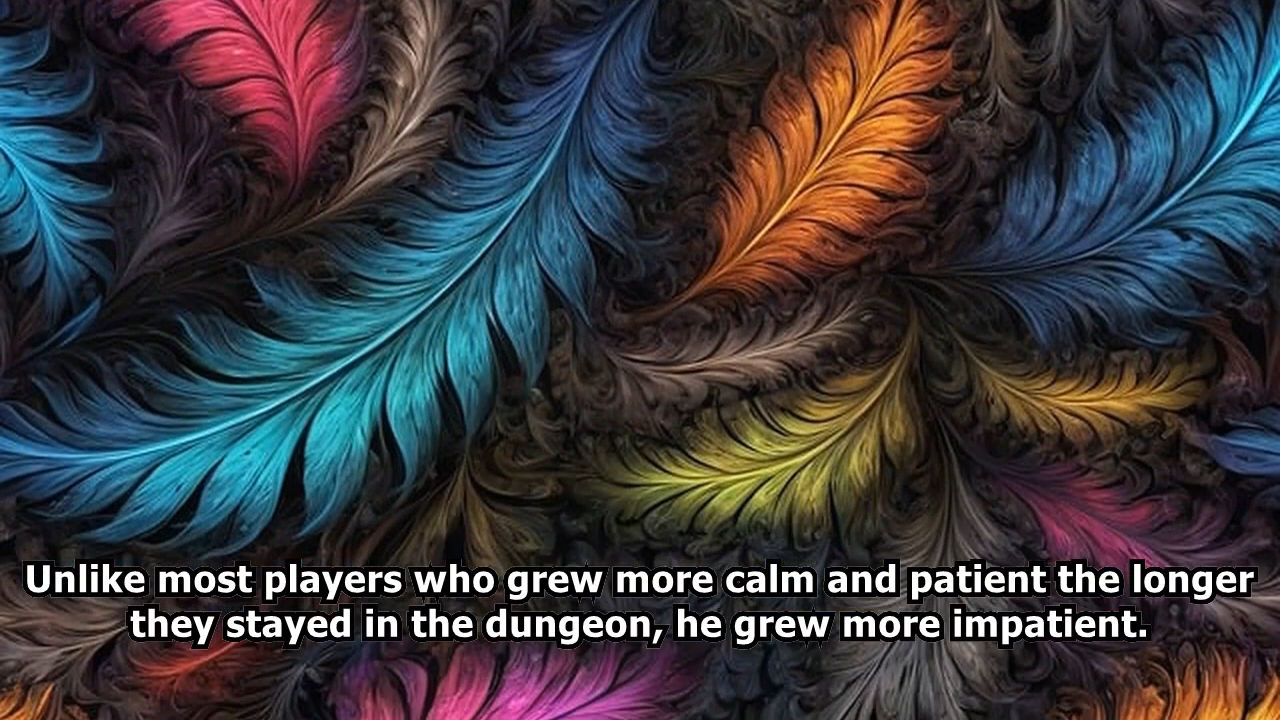 Unlike most players who grew more calm and patient the longer
they stayed in the dungeon, he grew more impatient.